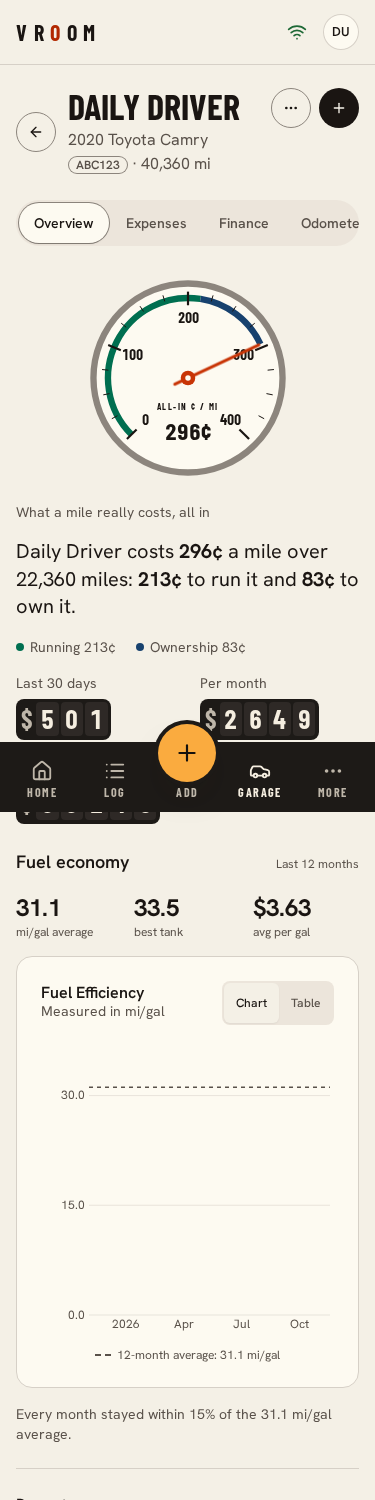 VROOM
DU
DAILY DRIVER
2020 Toyota Camry
ABC123 · 40,360 mi
Overview
Expenses
Finance
Odomete
200
100
300
0
400
ALL-IN ¢ / MI
296¢
What a mile really costs, all in
Daily Driver costs 296¢ a mile over
22,360 miles: 213¢ to run it and 83¢ to
own it.
Running 213¢
Ownership 83¢
Last 30 days
Per month
$501
$2649
HOME
LOG
ADD
GARAGE
MORE
Fuel economy
Last 12 months
31.1
33.5
$3.63
mi/gal average
best tank
avg per gal
Fuel Efficiency
Measured in mi/gal
Chart
Table
30.0
15.0
0.0
2026
Apr
Jul
Oct
12-month average: 31.1 mi/gal
Every month stayed within 15% of the 31.1 mi/gal
average.